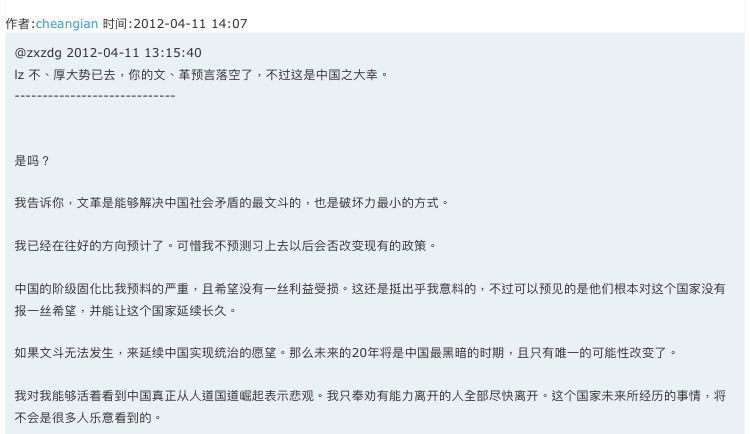 作者:cheangian 时间:2012-04-11 14:07
@zxzdg 2012-04-11 13:15:40
lz 不、厚大势已去，你的文、革预言落空了，不过这是中国之大幸。
-----------------------------
是吗？
我告诉你，文革是能够解决中国社会矛盾的最文斗的，也是破坏力最小的方式。
我已经在往好的方向预计了。可惜我不预测习上去以后会否改变现有的政策。
中国的阶级固化比我预料的严重，且希望没有一丝利益受损。这还是挺出乎我意料的，不过可以预见的是他们根本对这个国家没有
报一丝希望，并能让这个国家延续长久。
如果文斗无法发生，来延续中国实现统治的愿望。那么未来的20年将是中国最黑暗的时期，且只有唯一的可能性改变了。
我对我能够活着看到中国真正从人道国道崛起表示悲观。我只奉劝有能力离开的人全部尽快离开。这个国家未来所经历的事情，将
不会是很多人乐意看到的。